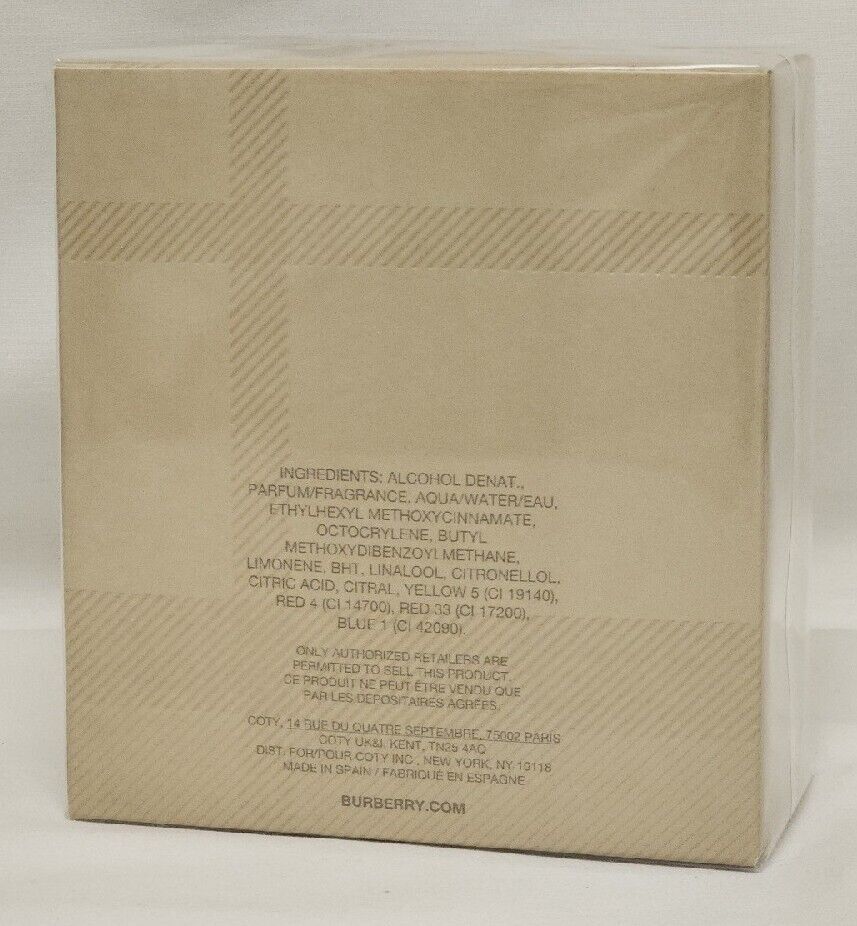 INGREDIENTS: ALCOHOL DENAT.,
PARFUM/FRAGRANCE, AQUA/WATER/EAU,
ETHYLHEXYL METHOXYCINNAMATE,
OCTOCRYLENE, BUTYL
METHOXYDIBENZOYLMETHANE,
LIMONENE, BHT, LINALOOL, CITRONELLOL,
CITRIC ACID, CITRAL, YELLOW 5 (CI 19140),
RED 4 (CI 14700), RED 33 (CI 17200),
BLUE 1 (CI 42090).
ONLY AUTHORIZED RETAILERS ARE
PERMITTED TO SELL THIS PRODUCT.
CE PRODUIT NE PEUT ÊTRE VENDU QUE
PAR LES DÉPOSITAIRES AGRÉÉS.
COTY, 14 RUE DU QUATRE SEPTEMBRE, 75002 PARIS
COTY UK&I, KENT, TN25 4AQ
DIST. FOR/POUR COTY INC., NEW YORK, NY 10118
MADE IN SPAIN / FABRIQUÉ EN ESPAGNE
BURBERRY.COM